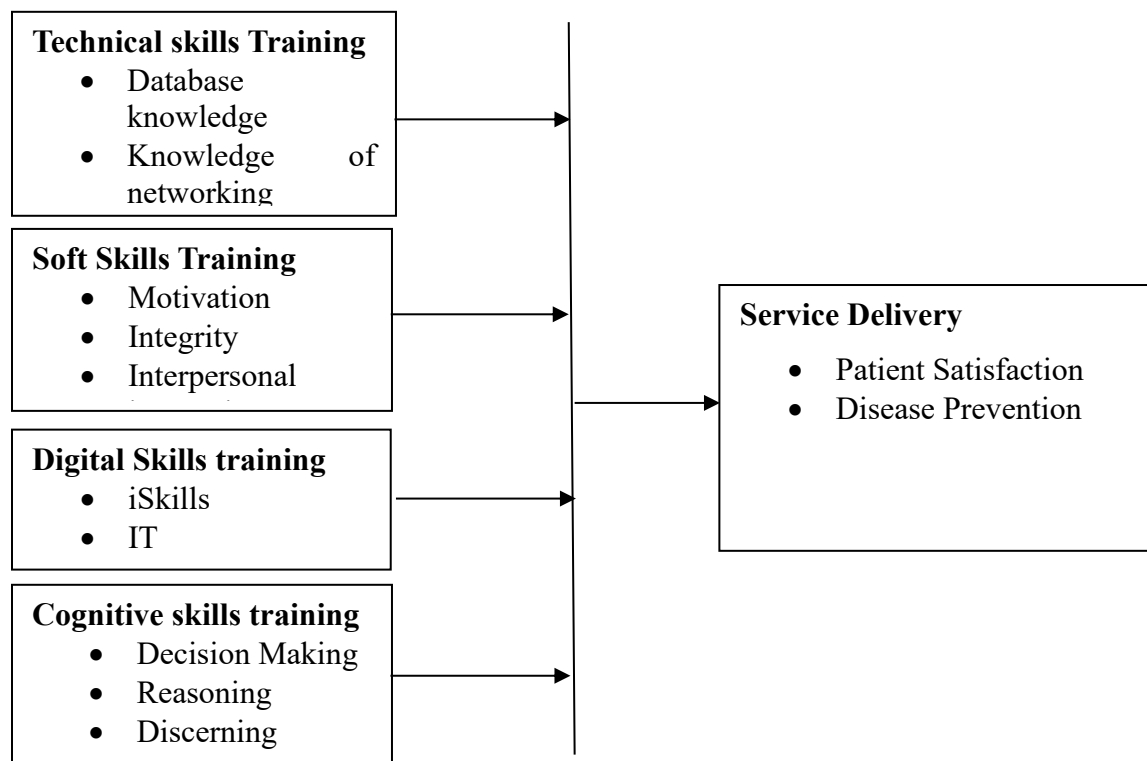 Technical skills Training
• Database
knowledge
• Knowledge of
networking
Soft Skills Training
• Motivation
• Integrity
• Interpersonal
Digital Skills training
• iSkills
• IT
Cognitive skills training
• Decision Making
• Reasoning
• Discerning
Service Delivery
• Patient Satisfaction
• Disease Prevention